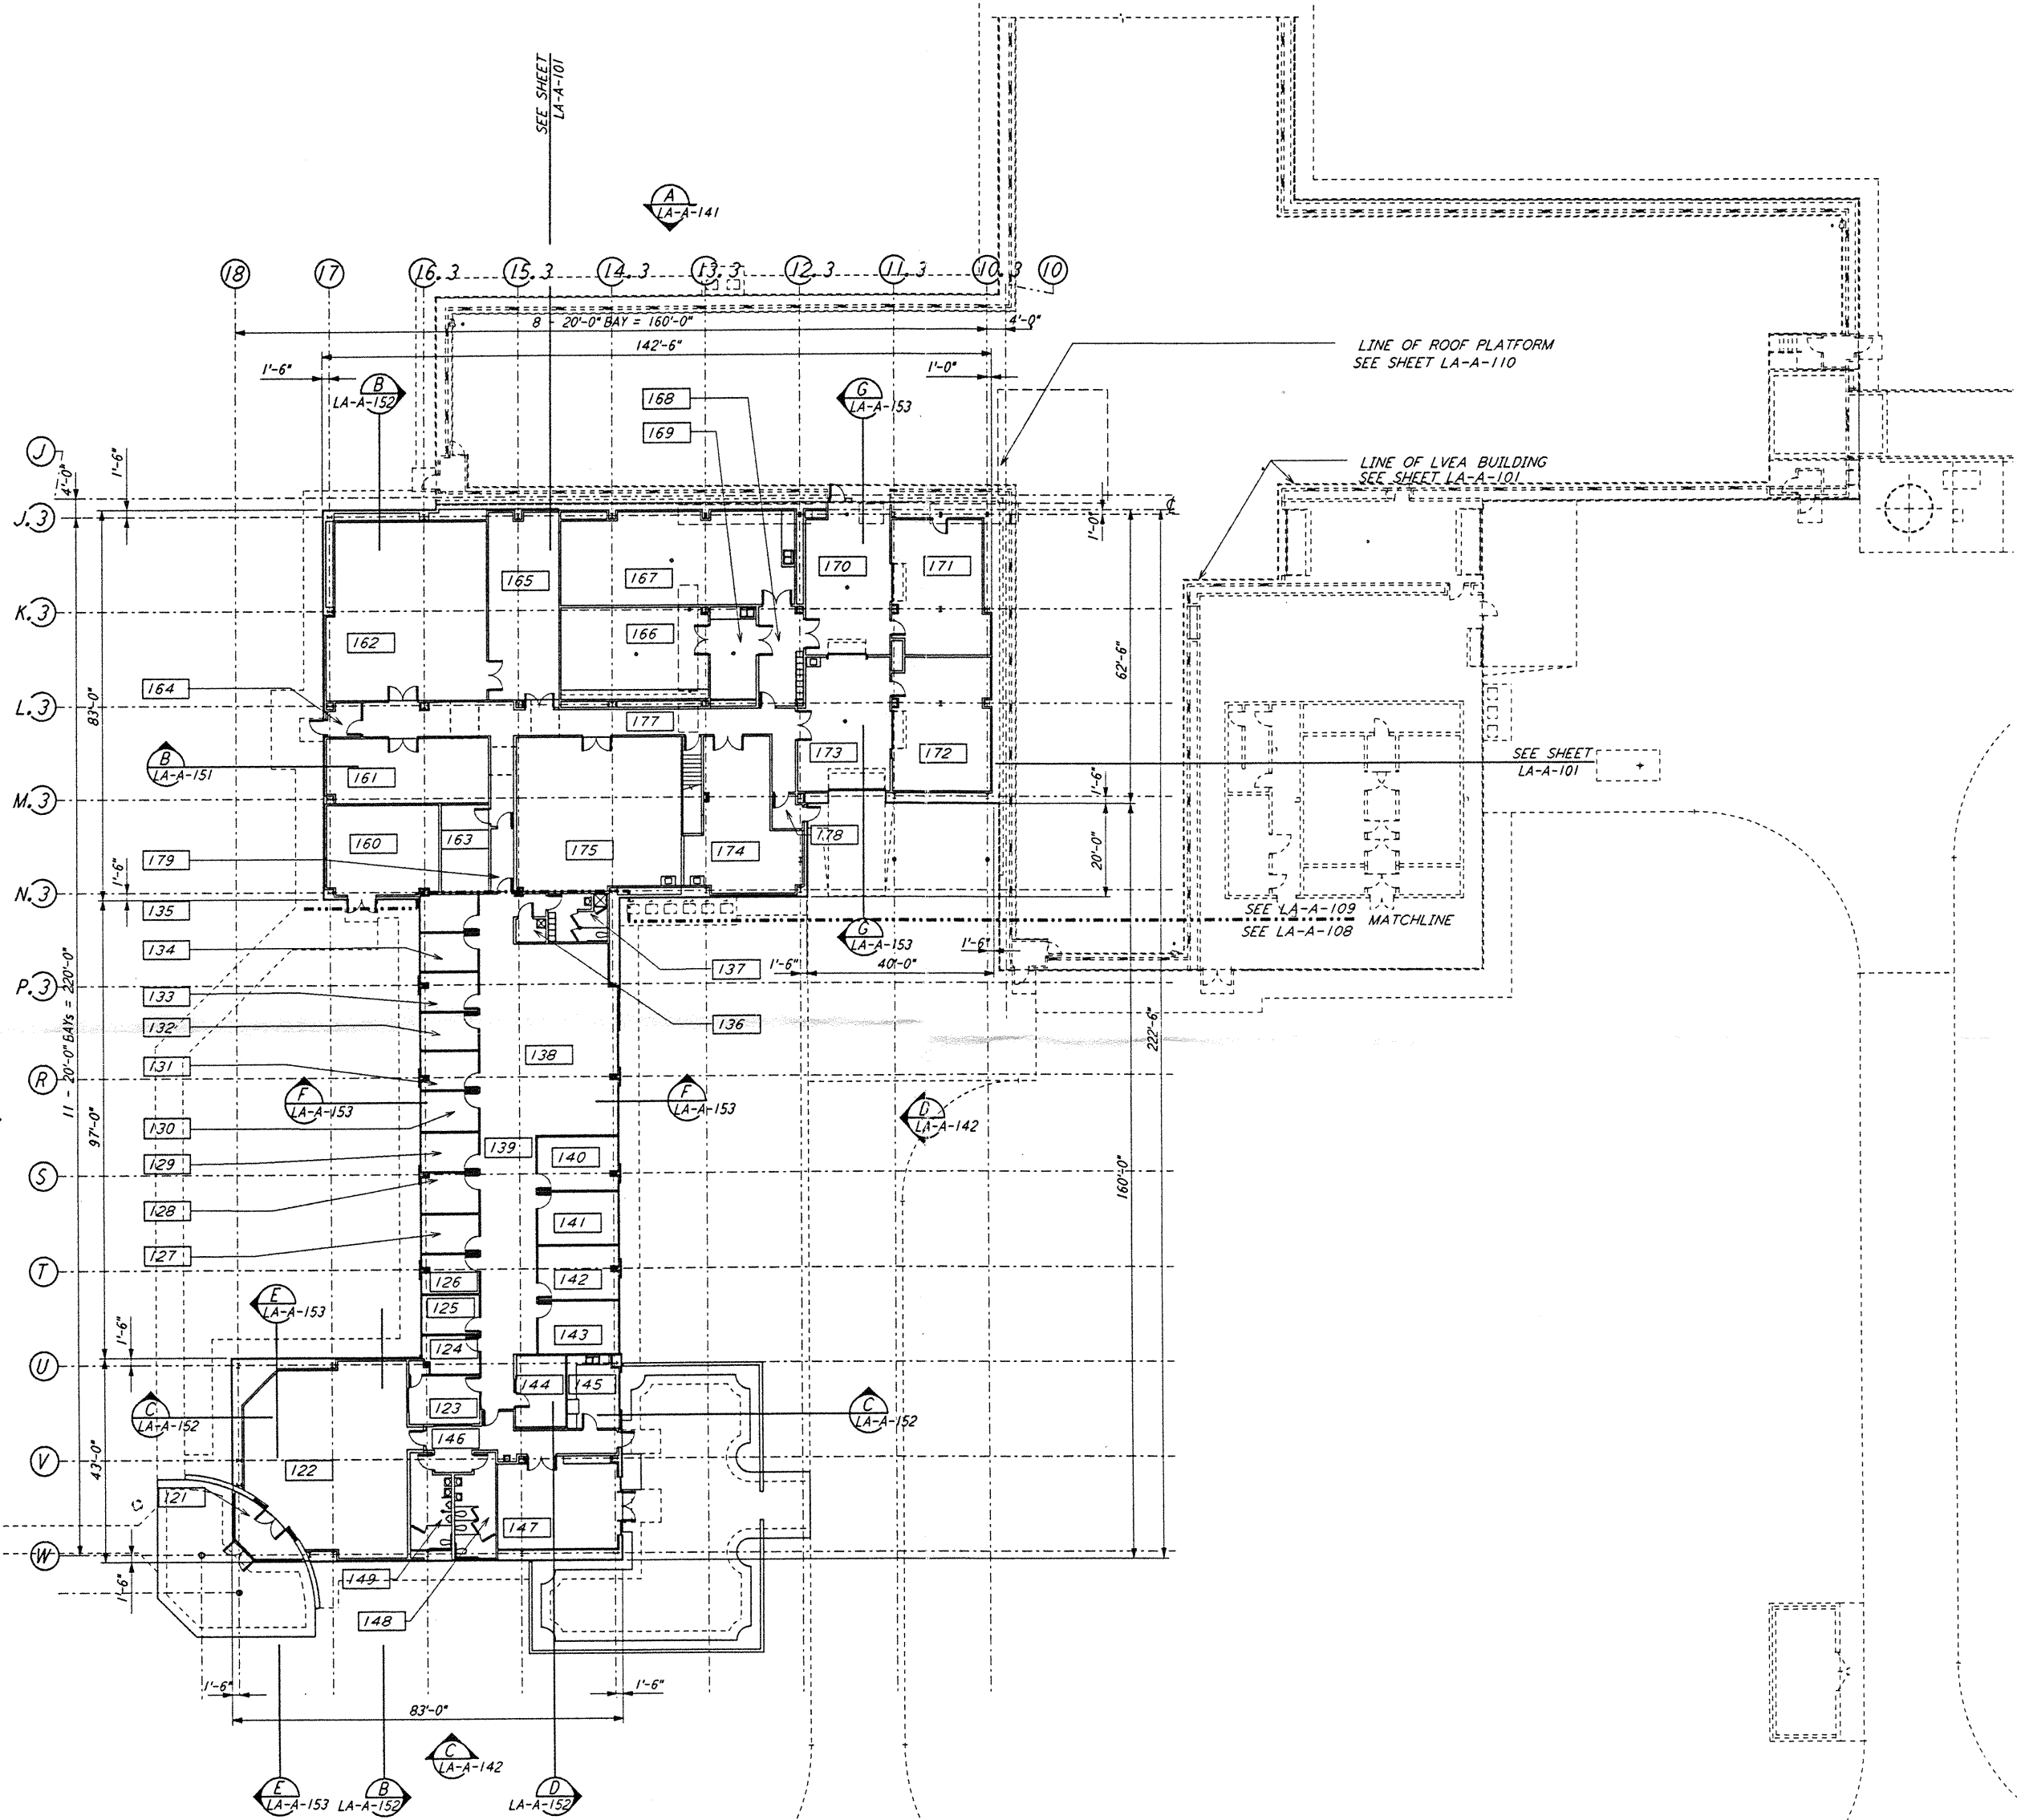 SEE SHEET
LA-A-101
A
LA-A-141
18
17
16.3
15.3
14.3
13.3
12.3
11.3
10.3
10
8 - 20'-0" BAY = 160'-0"
4'-0"
142'-6"
1'-6"
1'-0"
LINE OF ROOF PLATFORM
SEE SHEET LA-A-110
B
LA-A-152
168
G
LA-A-153
169
J
4'-0"
1'-6"
LINE OF LVEA BUILDING
SEE SHEET LA-A-101
J.3
1'-0"
165
167
170
171
K.3
166
162
62'-6"
164
83'-0"
L.3
177
B
LA-A-151
161
173
172
SEE SHEET
LA-A-101
M.3
1'-6"
163
178
160
175
174
20'-0"
179
1'-6"
N.3
135
SEE LA-A-109
MATCHLINE
SEE LA-A-108
134
G
LA-A-153
1'-6"
137
1'-6"
40'-0"
P.3
133
11 - 20'-0" BAYs = 220'-0"
132
136
222'-6"
138
131
R
F
LA-A-153
F
LA-A-153
D
LA-A-142
97'-0"
130
139
140
129
S
160'-0"
128
141
127
T
126
142
E
LA-A-153
125
143
1'-6"
124
U
144
145
C
LA-A-152
123
C
LA-A-152
146
V
43'-0"
122
121
147
W
1'-6"
149
148
1'-6"
1'-6"
83'-0"
C
LA-A-142
E
LA-A-153
B
LA-A-152
D
LA-A-152